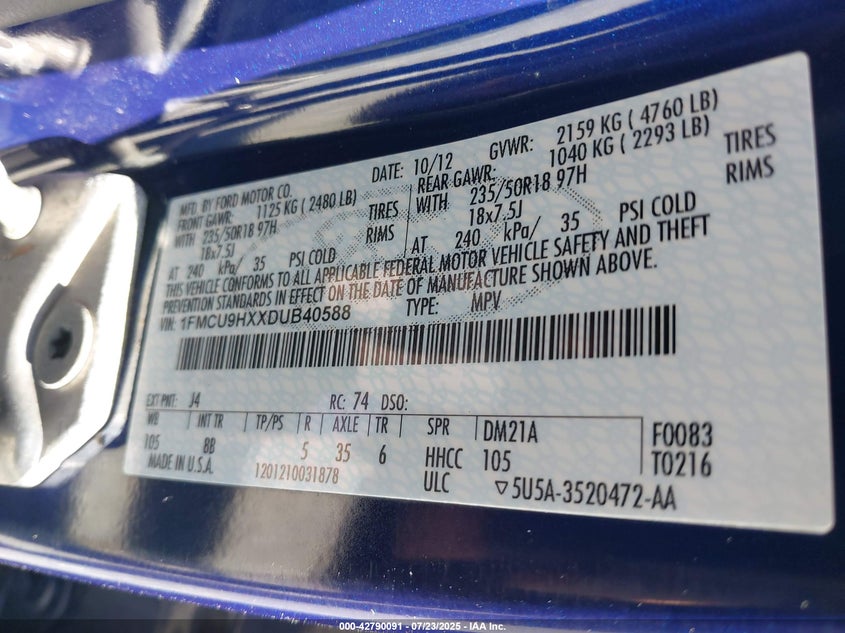 MFD. BY FORD MOTOR CO. DATE: 10/12 GVWR: 2159 KG ( 4760 LB)
FRONT GAWR: 1125 KG ( 2480 LB) REAR GAWR: 1040 KG ( 2293 LB)
WITH 235/50R18 97H TIRES WITH 235/50R18 97H TIRES
18x7.5J RIMS 18x7.5J RIMS
AT 240 kPa/ 35 PSI COLD AT 240 kPa/ 35 PSI COLD
THIS VEHICLE CONFORMS TO ALL APPLICABLE FEDERAL MOTOR VEHICLE SAFETY AND THEFT
PREVENTION STANDARDS IN EFFECT ON THE DATE OF MANUFACTURE SHOWN ABOVE.
VIN: 1FMCU9HXXDUB40588 TYPE: MPV
EXT PNT: J4 RC: 74 DSO:
WB INT TR TP/PS R AXLE TR SPR DM21A F0083
105 8B 5 35 6 HHCC 105 T0216
MADE IN U.S.A. 1201210031878 ULC ▽5U5A-3520472-AA
000-42790091 - 07/23/2025 - IAA Inc.